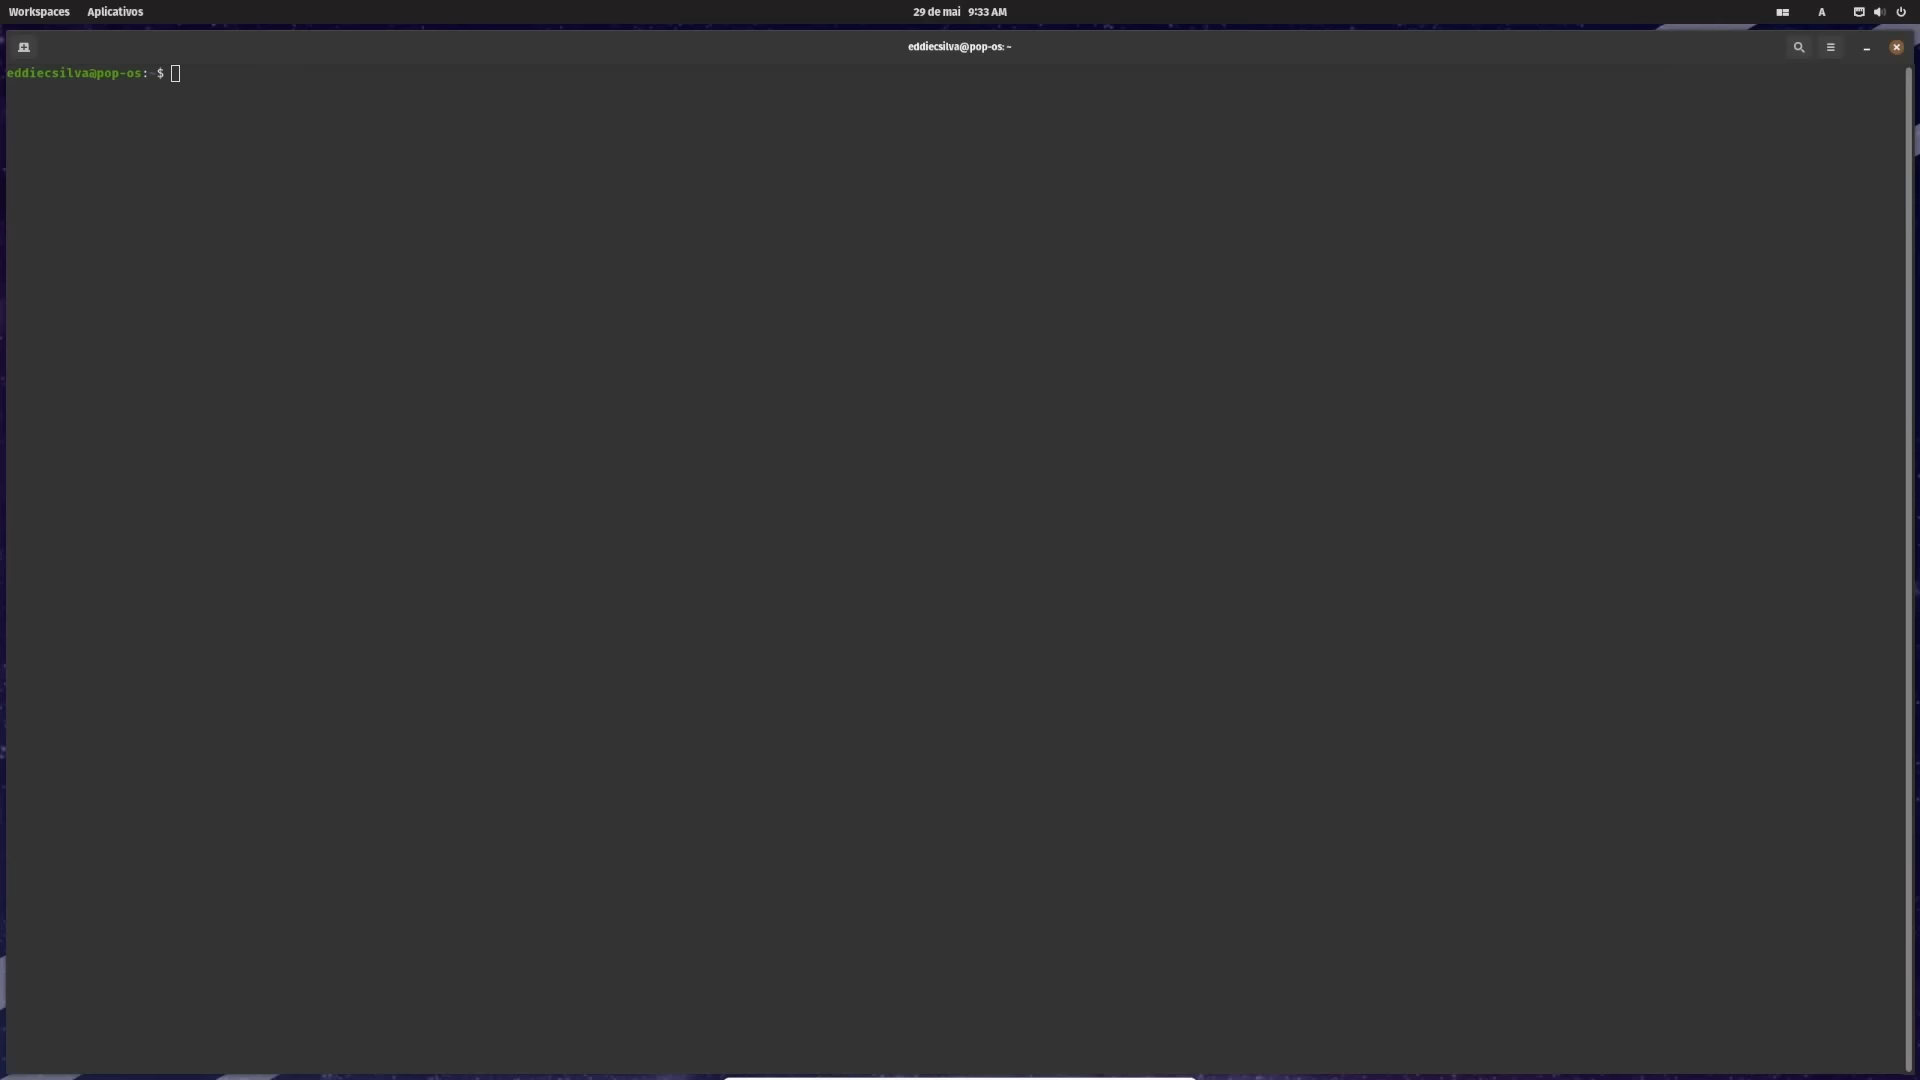 Workspaces Aplicativos 29 de mai 9:33 AM A
eddiecsilva@pop-os: ~
eddiecsilva@pop-os:~$